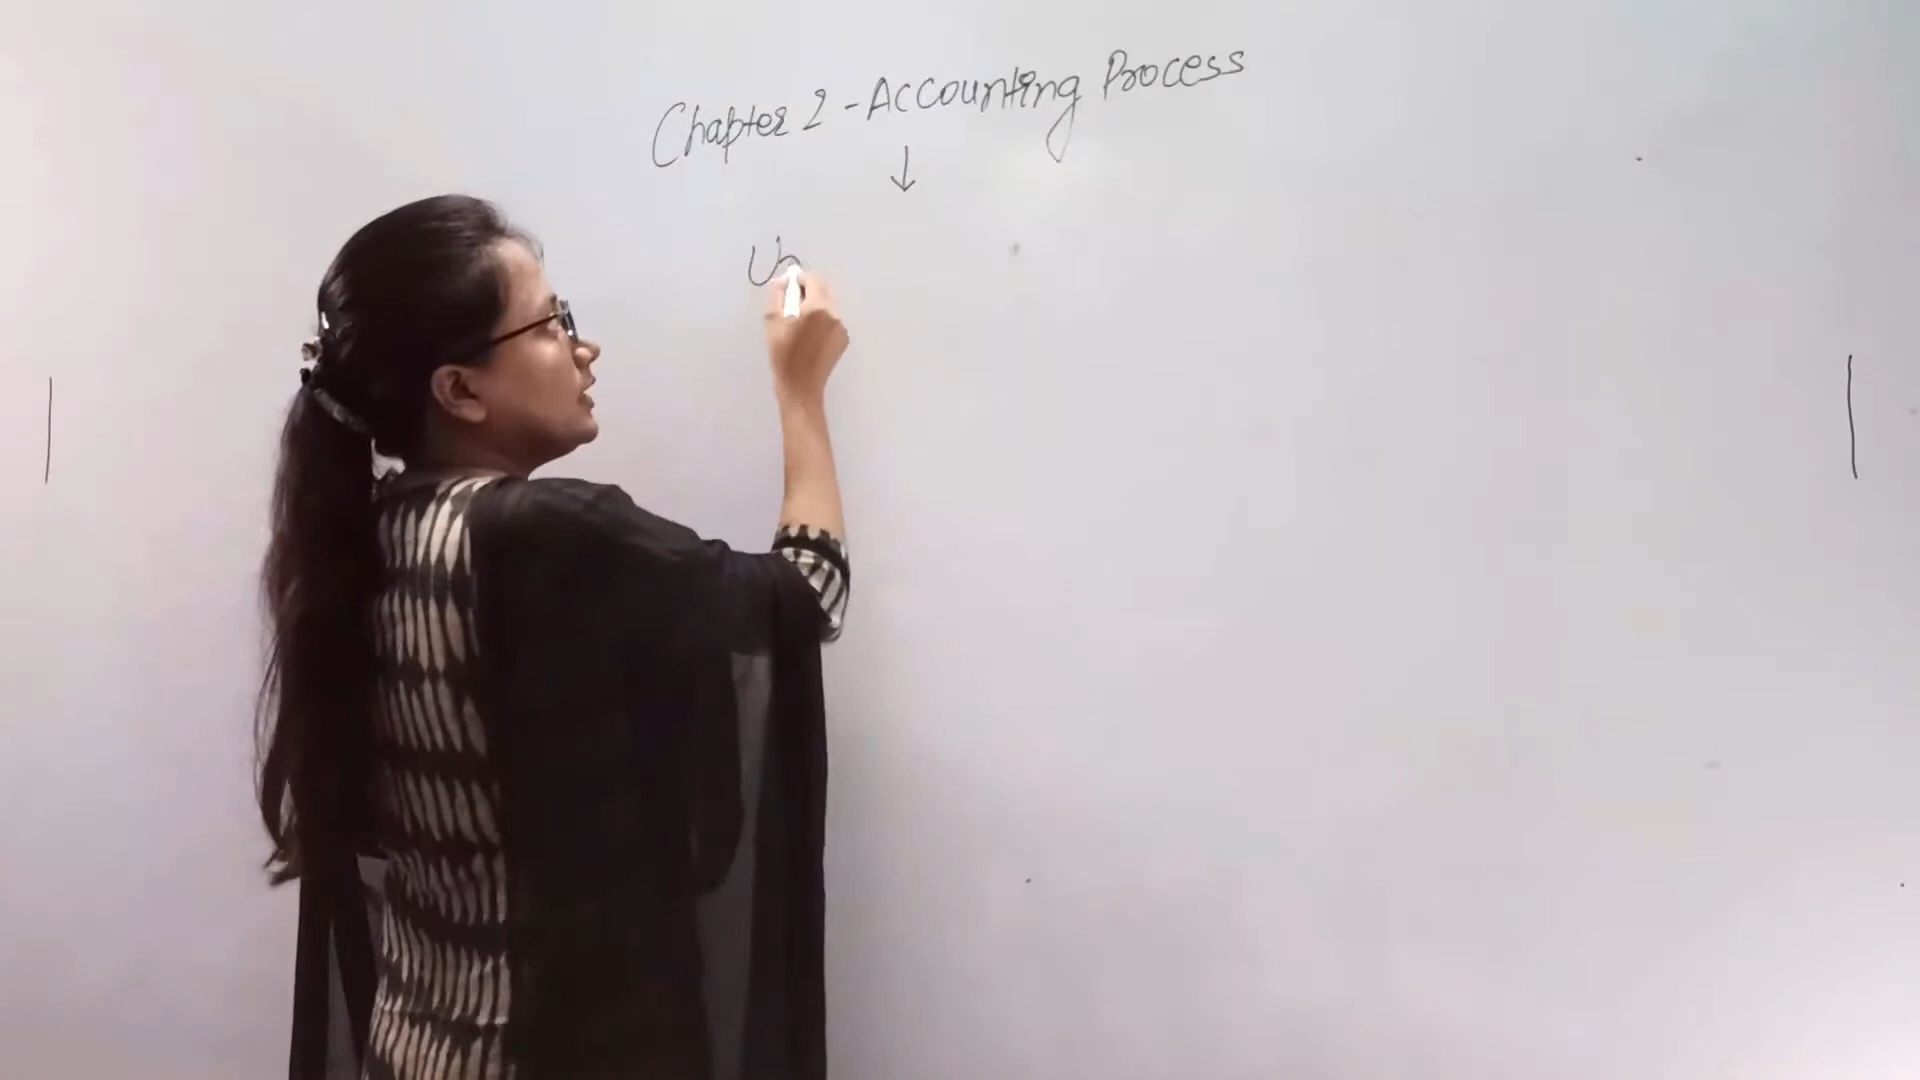 Chapter 2 - Accounting Process
↓